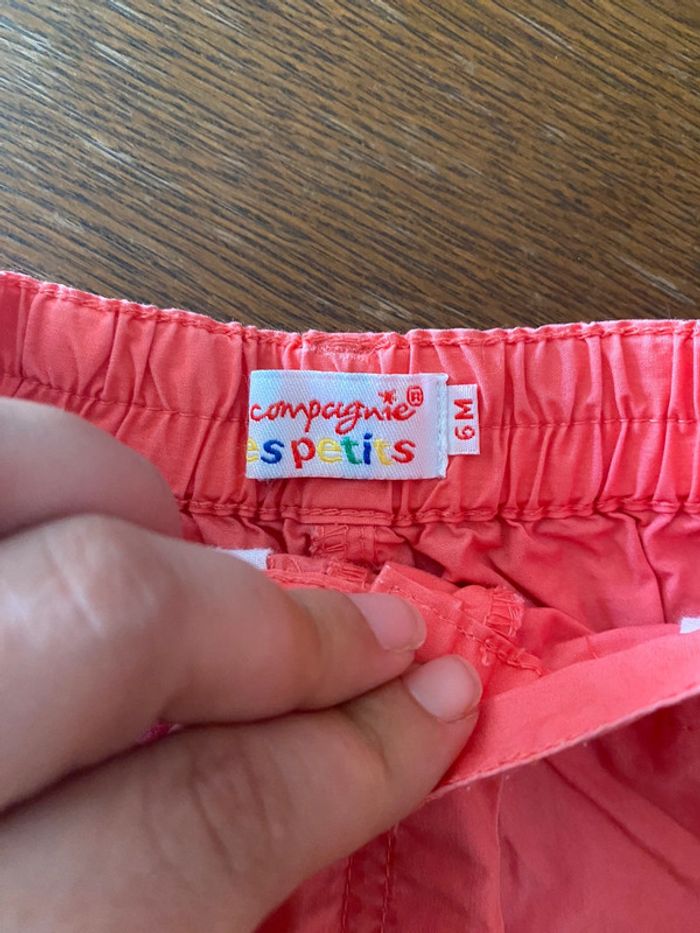 compagnie®
es petits
6M